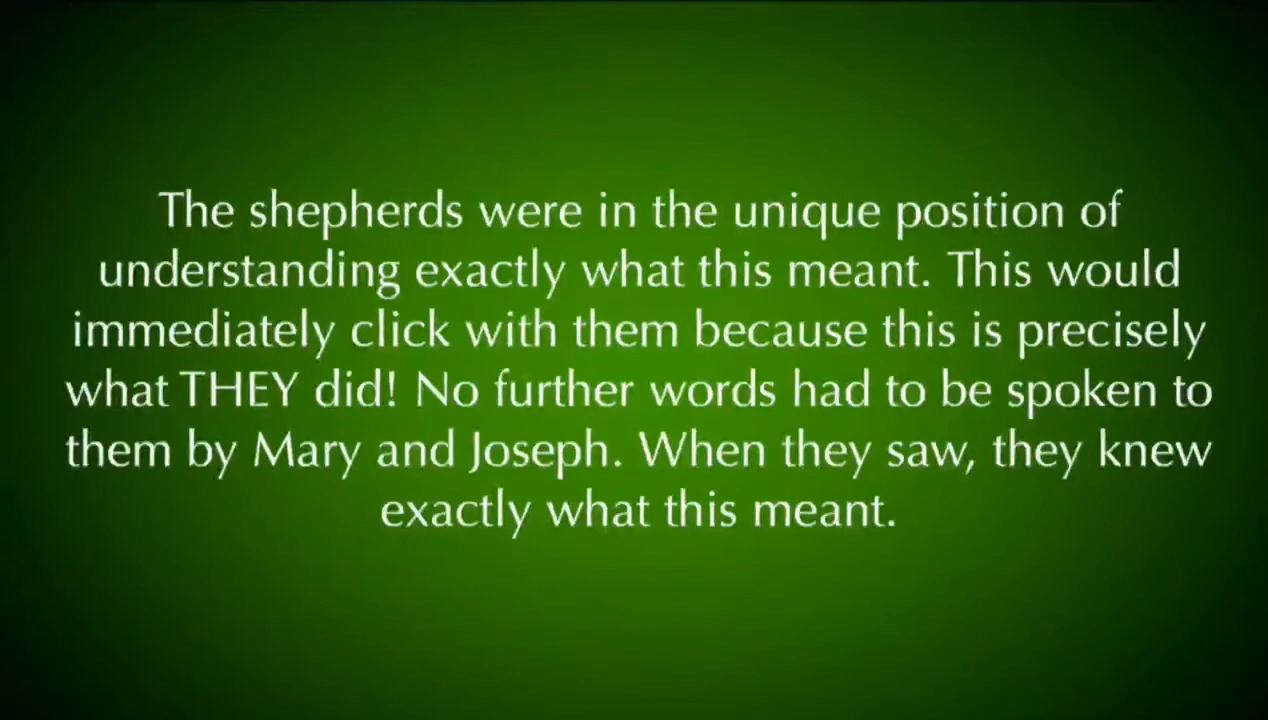 The shepherds were in the unique position of
understanding exactly what this meant. This would
immediately click with them because this is precisely
what THEY did! No further words had to be spoken to
them by Mary and Joseph. When they saw, they knew
exactly what this meant.